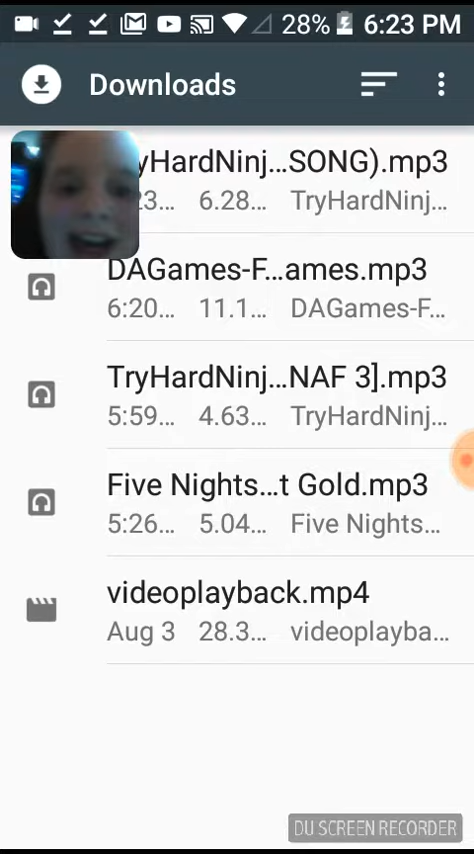 28% 6:23 PM
Downloads
yHardNinj...SONG).mp3
23... 6.28... TryHardNinj...
DAGames-F...ames.mp3
6:20... 11.1... DAGames-F...
TryHardNinj...NAF 3].mp3
5:59... 4.63... TryHardNinj...
Five Nights...t Gold.mp3
5:26... 5.04... Five Nights...
videoplayback.mp4
Aug 3 28.3... videoplayba...
DU SCREEN RECORDER